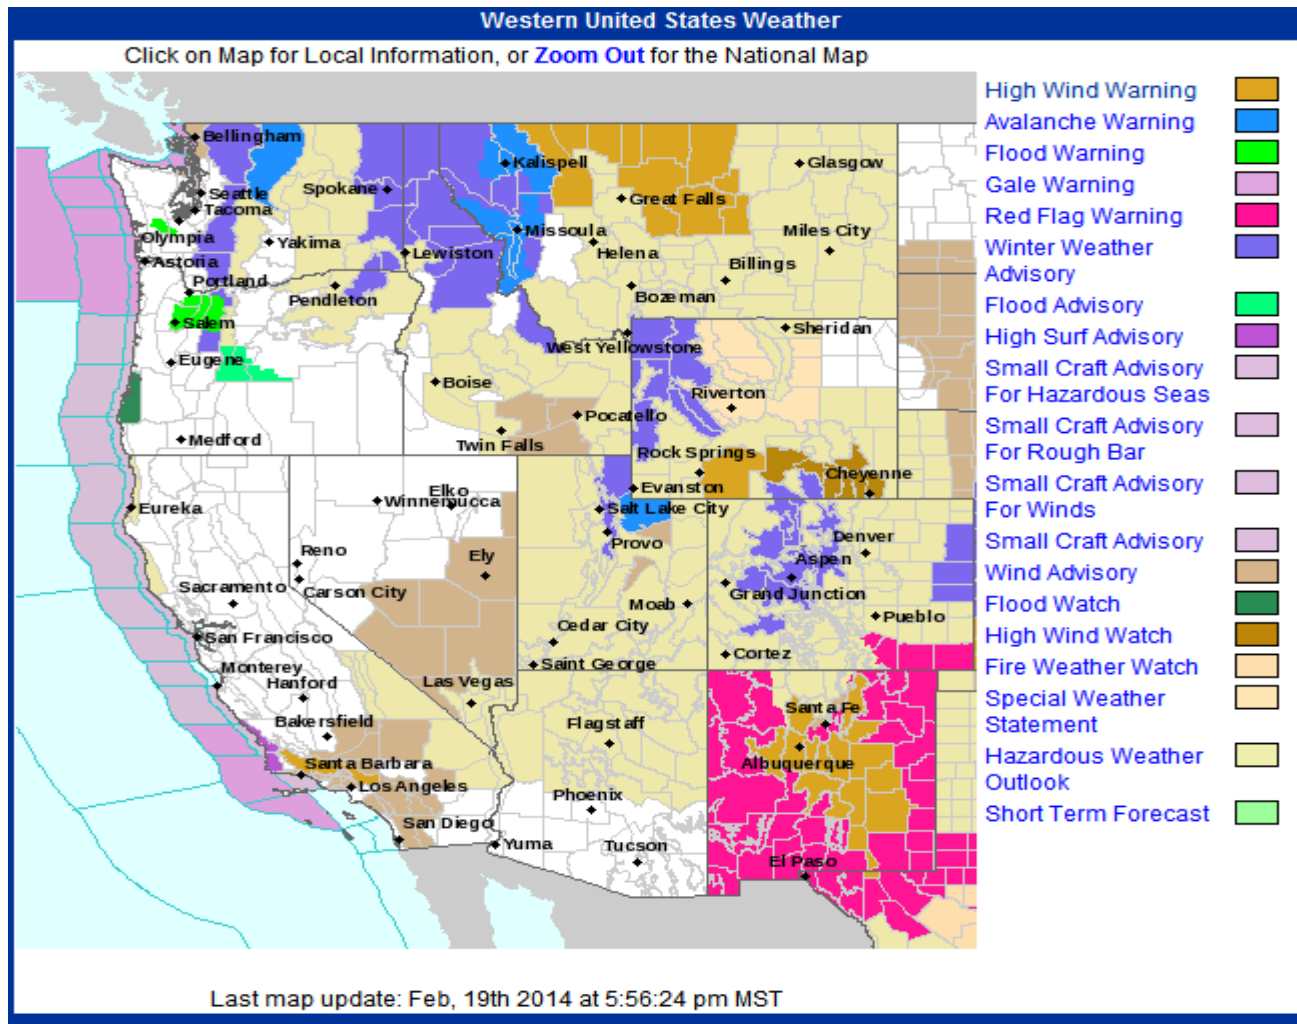 Western United States Weather
Click on Map for Local Information, or Zoom Out for the National Map
Bellingham
Seattle
Tacoma
Olympia
Astoria
Portland
Salem
Eugene
Medford
Spokane
Yakima
Pendleton
Lewiston
Kalispell
Missoula
Great Falls
Helena
Bozeman
Glasgow
Miles City
Billings
West Yellowstone
Sheridan
Boise
Pocatello
Twin Falls
Riverton
Rock Springs
Cheyenne
Evanston
Eureka
Elko
Winnemucca
Salt Lake City
Provo
Reno
Carson City
Ely
Sacramento
San Francisco
Monterey
Hanford
Bakersfield
Las Vegas
Denver
Aspen
Grand Junction
Moab
Pueblo
Cedar City
Cortez
Saint George
Santa Barbara
Los Angeles
San Diego
Flagstaff
Phoenix
Yuma
Tucson
Santa Fe
Albuquerque
El Paso
High Wind Warning
Avalanche Warning
Flood Warning
Gale Warning
Red Flag Warning
Winter Weather
Advisory
Flood Advisory
High Surf Advisory
Small Craft Advisory
For Hazardous Seas
Small Craft Advisory
For Rough Bar
Small Craft Advisory
For Winds
Small Craft Advisory
Wind Advisory
Flood Watch
High Wind Watch
Fire Weather Watch
Special Weather
Statement
Hazardous Weather
Outlook
Short Term Forecast
Last map update: Feb, 19th 2014 at 5:56:24 pm MST